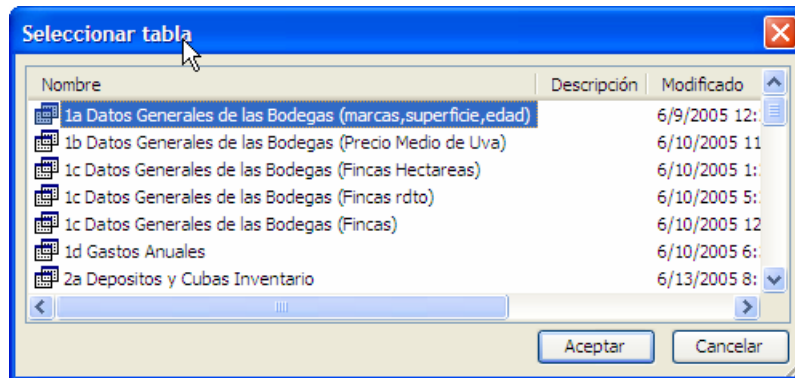 Seleccionar tabla
Nombre Descripción Modificado
1a Datos Generales de las Bodegas (marcas,superficie,edad) 6/9/2005 12:
1b Datos Generales de las Bodegas (Precio Medio de Uva) 6/10/2005 11
1c Datos Generales de las Bodegas (Fincas Hectareas) 6/10/2005 1:
1c Datos Generales de las Bodegas (Fincas rdto) 6/10/2005 5:
1c Datos Generales de las Bodegas (Fincas) 6/10/2005 12
1d Gastos Anuales 6/10/2005 6:
2a Depositos y Cubas Inventario 6/13/2005 8:
Aceptar Cancelar